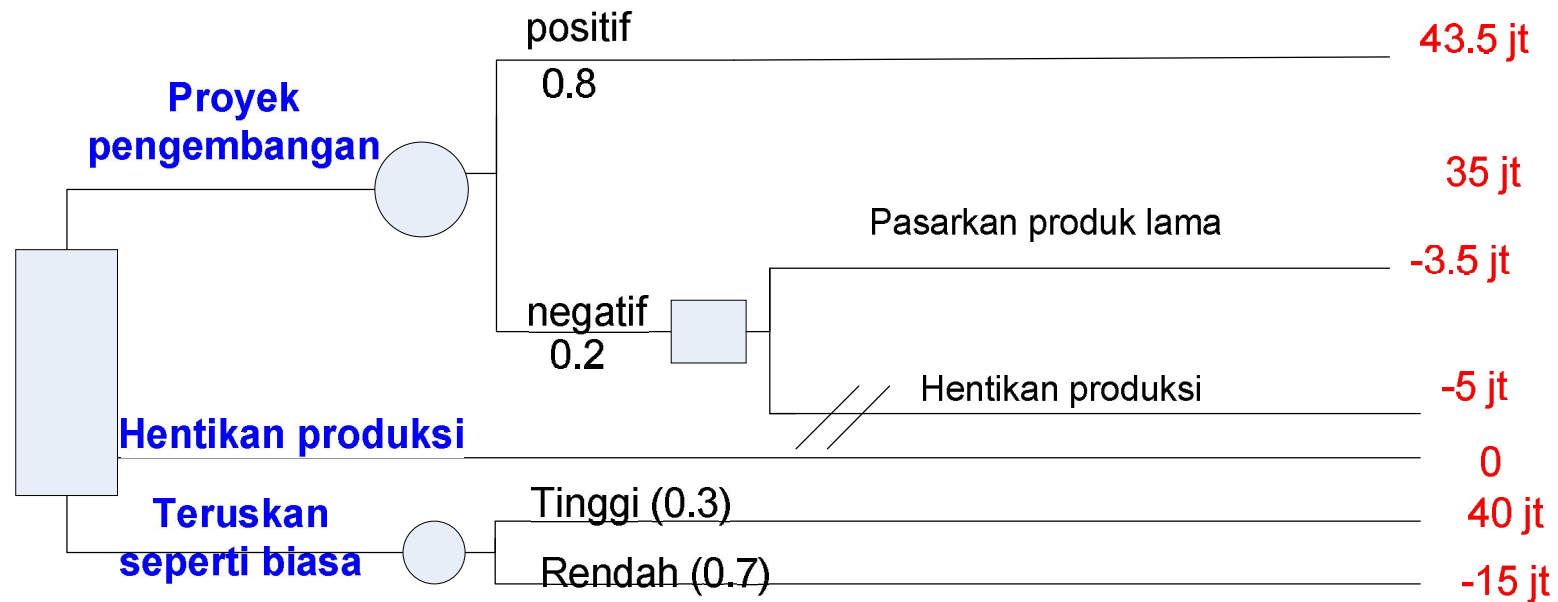 positif
43.5 jt
0.8
Proyek
pengembangan
35 jt
Pasarkan produk lama
-3.5 jt
negatif
0.2
Hentikan produksi
-5 jt
Hentikan produksi
0
Tinggi (0.3)
40 jt
Teruskan
seperti biasa
Rendah (0.7)
-15 jt